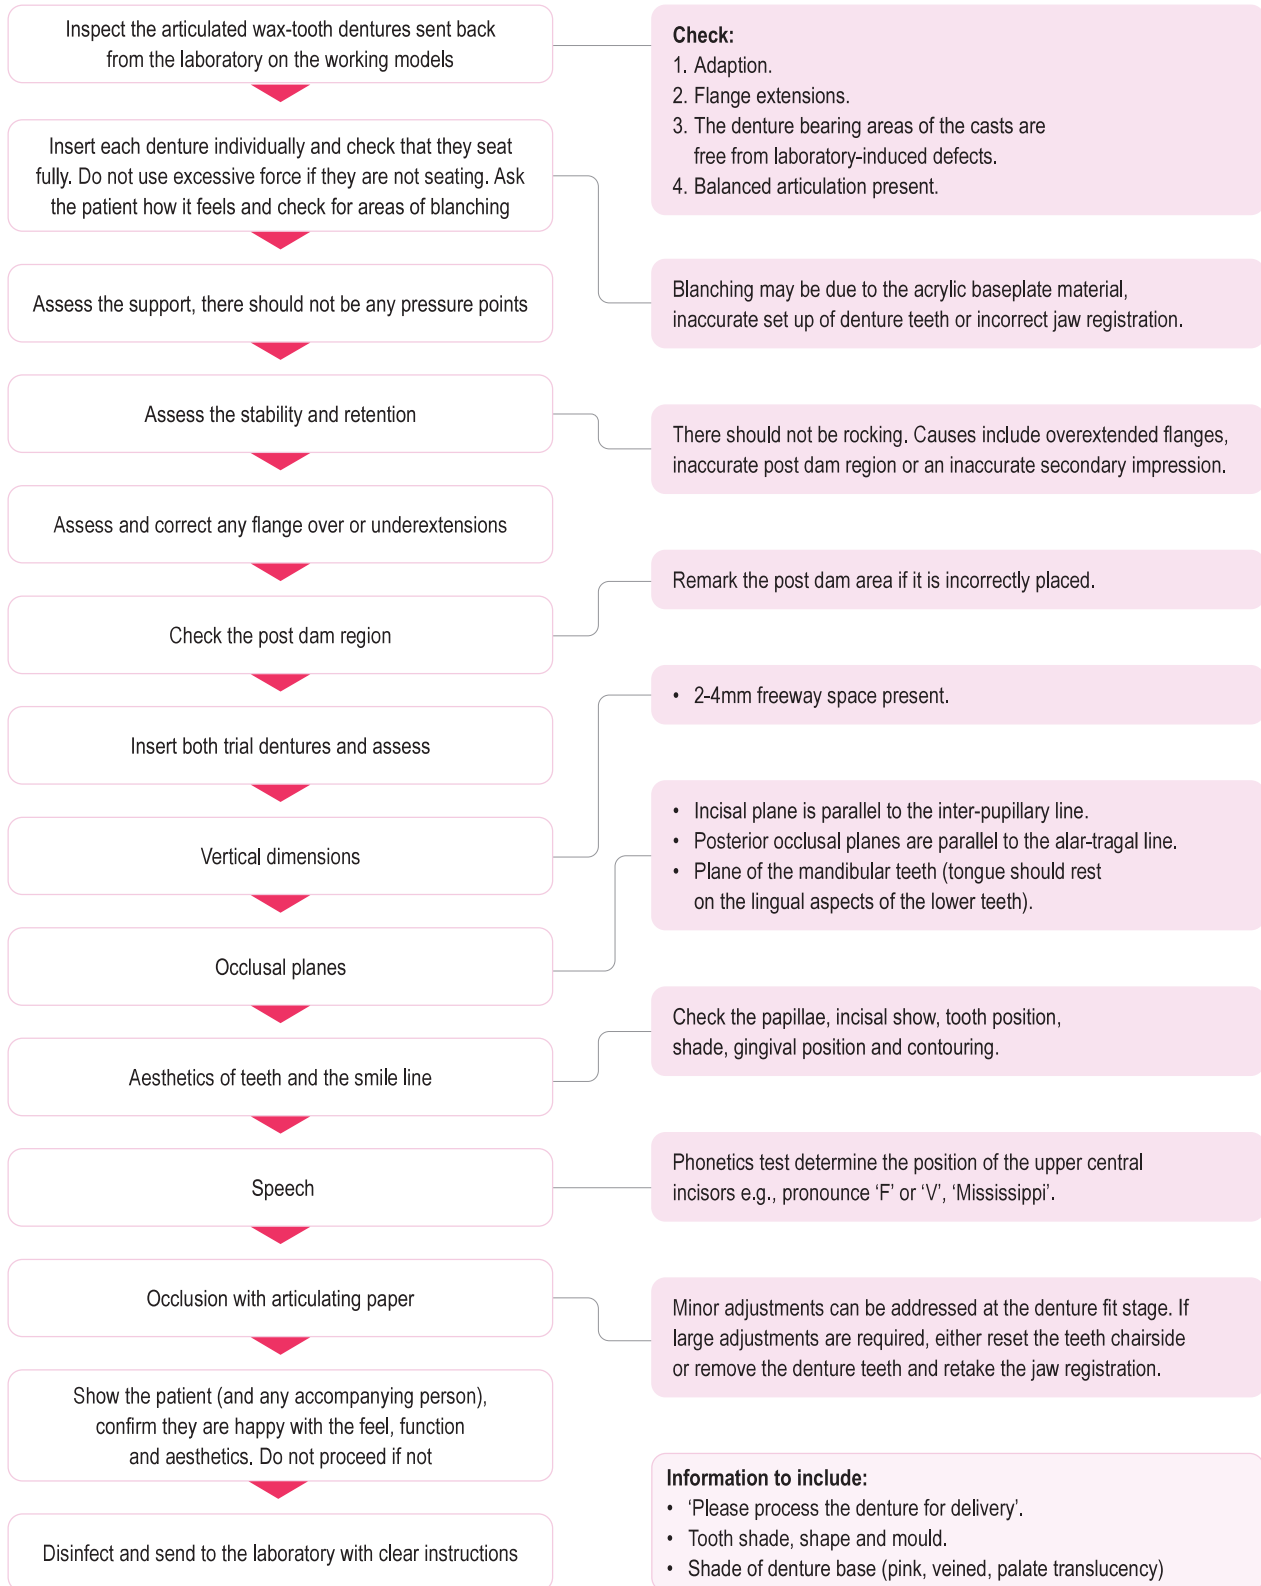 Inspect the articulated wax-tooth dentures sent back
from the laboratory on the working models
Check:
1. Adaption.
2. Flange extensions.
3. The denture bearing areas of the casts are
free from laboratory-induced defects.
4. Balanced articulation present.
Insert each denture individually and check that they seat
fully. Do not use excessive force if they are not seating. Ask
the patient how it feels and check for areas of blanching
Blanching may be due to the acrylic baseplate material,
inaccurate set up of denture teeth or incorrect jaw registration.
Assess the support, there should not be any pressure points
Assess the stability and retention
There should not be rocking. Causes include overextended flanges,
inaccurate post dam region or an inaccurate secondary impression.
Assess and correct any flange over or underextensions
Check the post dam region
Remark the post dam area if it is incorrectly placed.
Insert both trial dentures and assess
Vertical dimensions
• 2-4mm freeway space present.
Occlusal planes
• Incisal plane is parallel to the inter-pupillary line.
• Posterior occlusal planes are parallel to the alar-tragal line.
• Plane of the mandibular teeth (tongue should rest
on the lingual aspects of the lower teeth).
Aesthetics of teeth and the smile line
Check the papillae, incisal show, tooth position,
shade, gingival position and contouring.
Speech
Phonetics test determine the position of the upper central
incisors e.g., pronounce ‘F’ or ‘V’, ‘Mississippi’.
Occlusion with articulating paper
Minor adjustments can be addressed at the denture fit stage. If
large adjustments are required, either reset the teeth chairside
or remove the denture teeth and retake the jaw registration.
Show the patient (and any accompanying person),
confirm they are happy with the feel, function
and aesthetics. Do not proceed if not
Disinfect and send to the laboratory with clear instructions
Information to include:
• ‘Please process the denture for delivery’.
• Tooth shade, shape and mould.
• Shade of denture base (pink, veined, palate translucency)